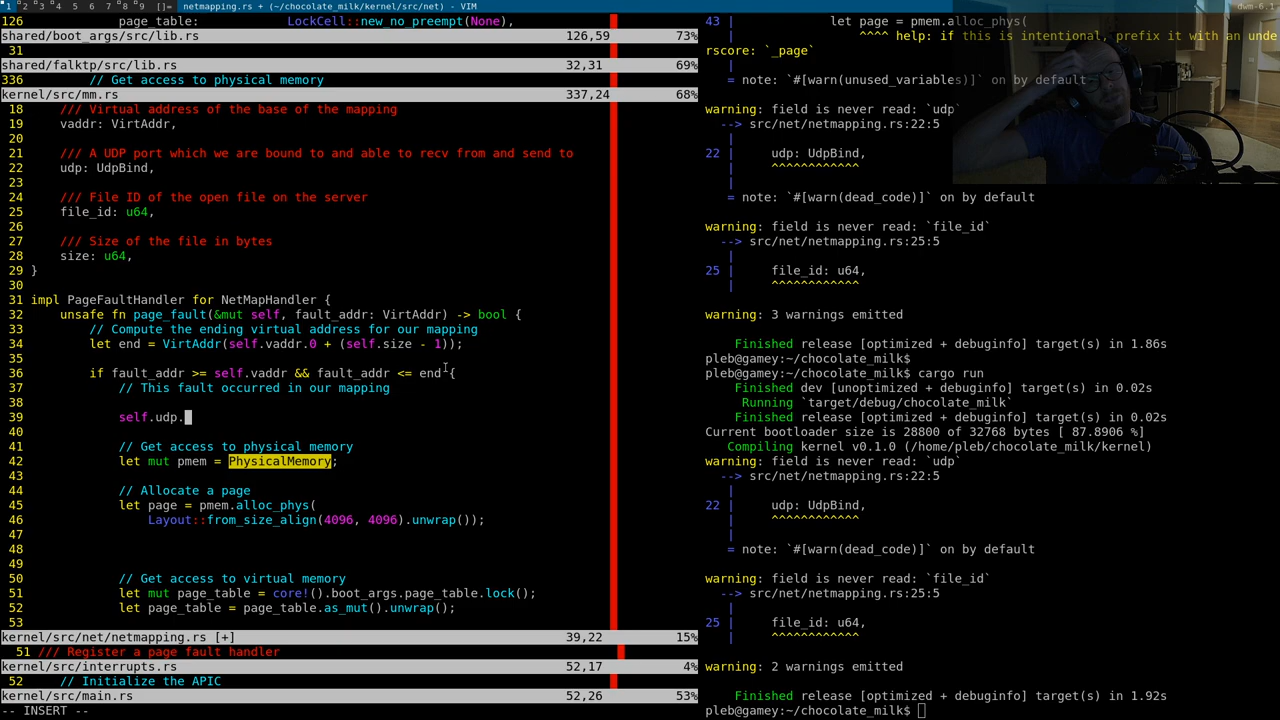 1 2 3 4 5 6 7 8 9 []= netmapping.rs + (~/chocolate_milk/kernel/src/net) - VIM dwm-6.1
126 page_table: LockCell::new_no_preempt(None),
shared/boot_args/src/lib.rs 126,59 73%
31
shared/falktp/src/lib.rs 32,31 69%
336 // Get access to physical memory
kernel/src/mm.rs 337,24 68%
18 /// Virtual address of the base of the mapping
19 vaddr: VirtAddr,
20
21 /// A UDP port which we are bound to and able to recv from and send to
22 udp: UdpBind,
23
24 /// File ID of the open file on the server
25 file_id: u64,
26
27 /// Size of the file in bytes
28 size: u64,
29 }
30
31 impl PageFaultHandler for NetMapHandler {
32 unsafe fn page_fault(&mut self, fault_addr: VirtAddr) -> bool {
33 // Compute the ending virtual address for our mapping
34 let end = VirtAddr(self.vaddr.0 + (self.size - 1));
35
36 if fault_addr >= self.vaddr && fault_addr <= end {
37 // This fault occurred in our mapping
38
39 self.udp.
40
41 // Get access to physical memory
42 let mut pmem = PhysicalMemory;
43
44 // Allocate a page
45 let page = pmem.alloc_phys(
46 Layout::from_size_align(4096, 4096).unwrap());
47
48
49
50 // Get access to virtual memory
51 let mut page_table = core!().boot_args.page_table.lock();
52 let page_table = page_table.as_mut().unwrap();
53
kernel/src/net/netmapping.rs [+] 39,22 15%
51 /// Register a page fault handler
kernel/src/interrupts.rs 52,17 4%
52 // Initialize the APIC
kernel/src/main.rs 52,26 53%
-- INSERT --
43 | let page = pmem.alloc_phys(
| ^^^^ help: if this is intentional, prefix it with an unde
rscore: `_page`
|
= note: `#[warn(unused_variables)]` on by default
warning: field is never read: `udp`
--> src/net/netmapping.rs:22:5
|
22 | udp: UdpBind,
| ^^^^^^^^^^^^
|
= note: `#[warn(dead_code)]` on by default
warning: field is never read: `file_id`
--> src/net/netmapping.rs:25:5
|
25 | file_id: u64,
| ^^^^^^^^^^^^
warning: 3 warnings emitted
Finished release [optimized + debuginfo] target(s) in 1.86s
pleb@gamey:~/chocolate_milk$
pleb@gamey:~/chocolate_milk$ cargo run
Finished dev [unoptimized + debuginfo] target(s) in 0.02s
Running `target/debug/chocolate_milk`
Finished release [optimized + debuginfo] target(s) in 0.02s
Current bootloader size is 28800 of 32768 bytes [ 87.8906 %]
Compiling kernel v0.1.0 (/home/pleb/chocolate_milk/kernel)
warning: field is never read: `udp`
--> src/net/netmapping.rs:22:5
|
22 | udp: UdpBind,
| ^^^^^^^^^^^^
|
= note: `#[warn(dead_code)]` on by default
warning: field is never read: `file_id`
--> src/net/netmapping.rs:25:5
|
25 | file_id: u64,
| ^^^^^^^^^^^^
warning: 2 warnings emitted
Finished release [optimized + debuginfo] target(s) in 1.92s
pleb@gamey:~/chocolate_milk$